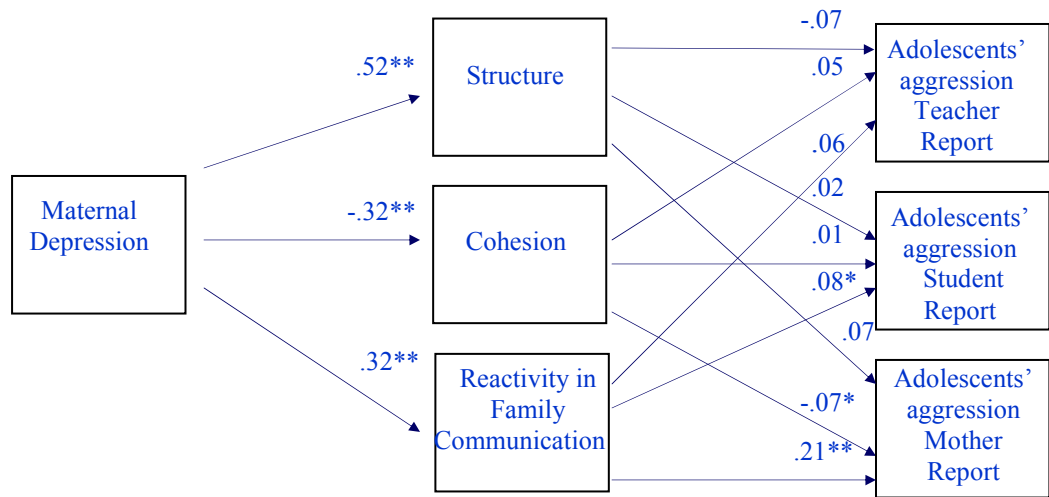 .52**
-.32**
.32**
Maternal
Depression
Structure
Cohesion
Reactivity in
Family
Communication
-.07
.05
.06
.02
.01
.08*
.07
-.07*
.21**
Adolescents’
aggression
Teacher
Report
Adolescents’
aggression
Student
Report
Adolescents’
aggression
Mother
Report